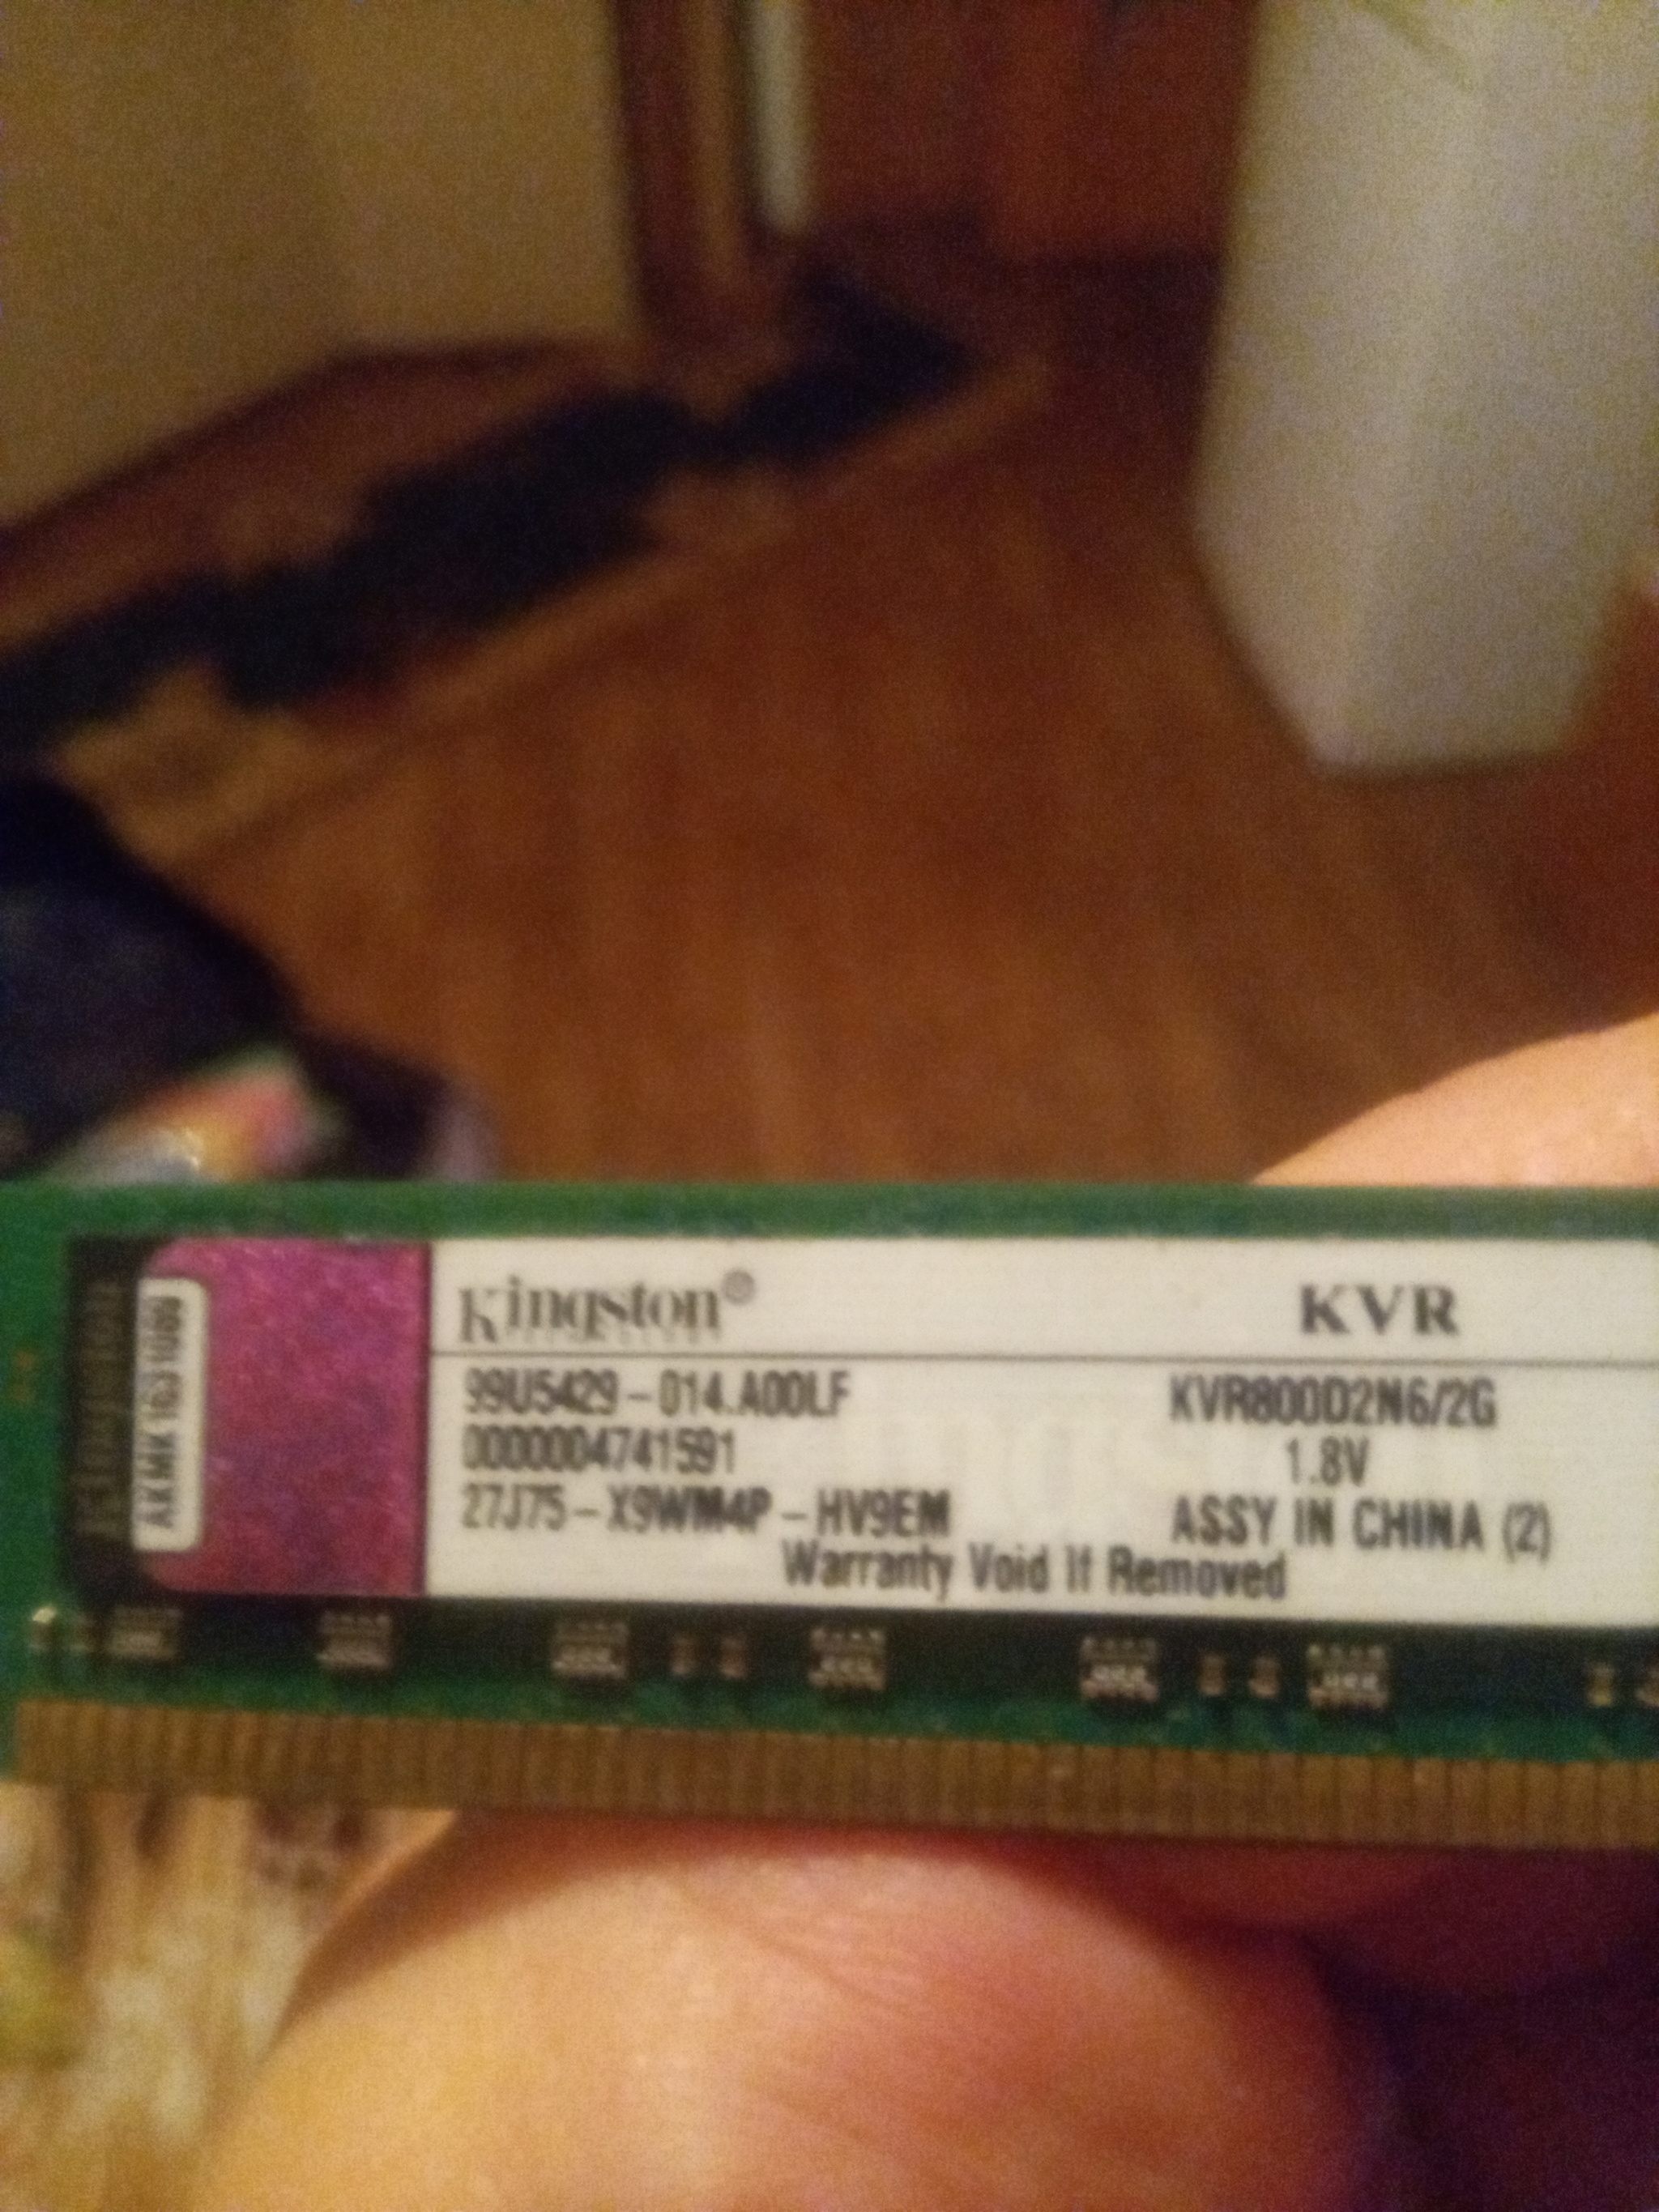 Kingston®
KVR
99U5429-014.A00LF
KVR800D2N6/2G
0000004741591
1.8V
27J75-X9WM4P-HV9EM
ASSY IN CHINA (2)
Warranty Void If Removed